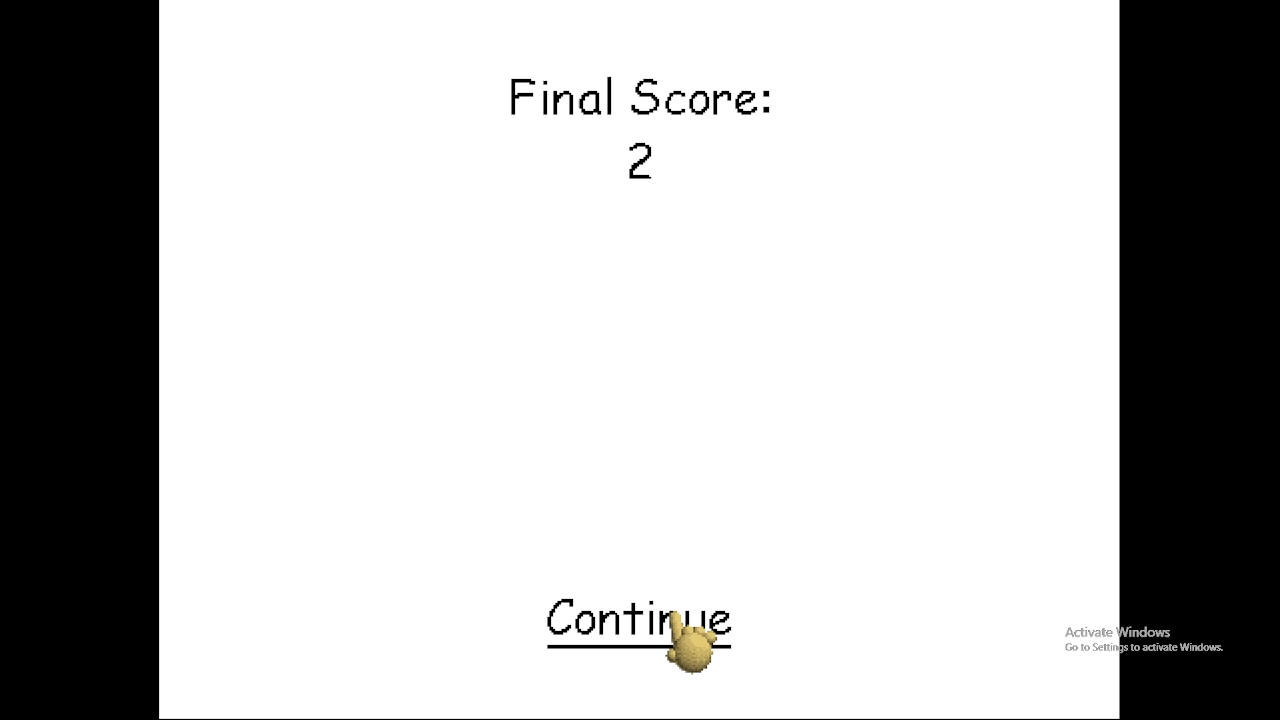 Final Score:
2
Continue
Activate Windows
Go to Settings to activate Windows.